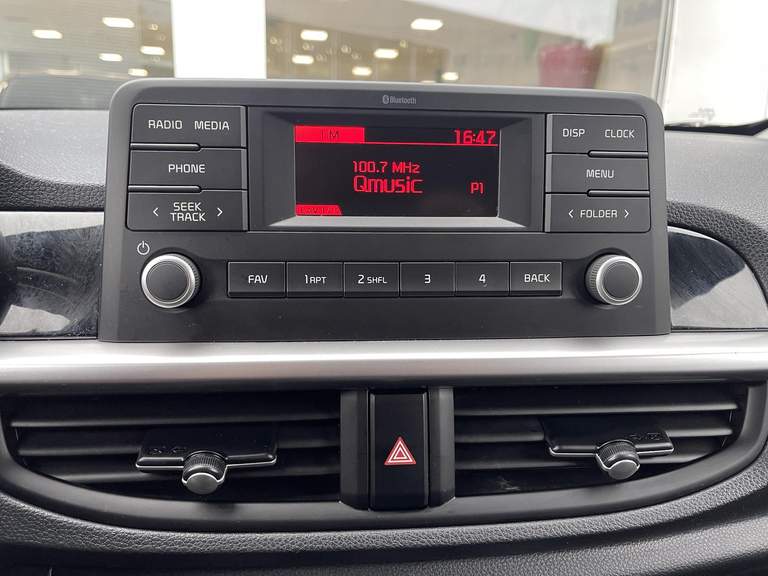 Bluetooth
RADIO MEDIA
PHONE
< SEEK >
TRACK
FM
16:47
100.7 MHz
Qmusic
P1
DISP CLOCK
MENU
< FOLDER >
FAV
1 RPT
2 SHFL
3
4
BACK